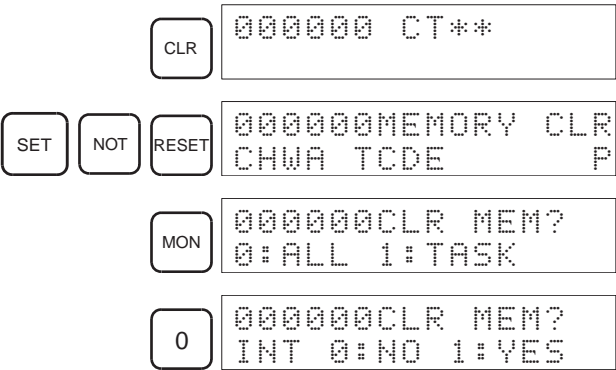 CLR
000000 CT**
SET NOT RESET
000000MEMORY CLR
CHWA TCDE P
MON
000000CLR MEM?
0:ALL 1:TASK
0
000000CLR MEM?
INT 0:NO 1:YES